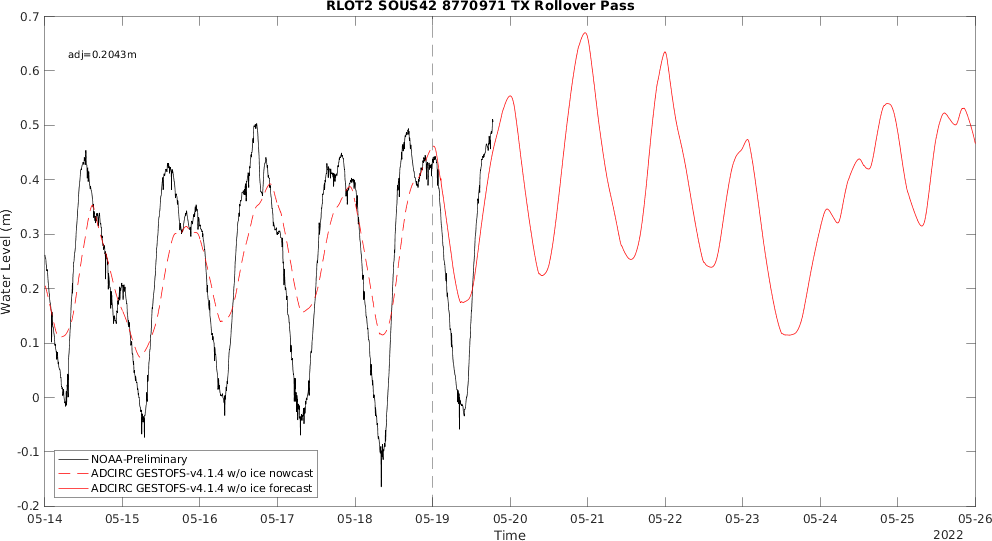 RLOT2 SOUS42 8770971 TX Rollover Pass
adj=0.2043m
Water Level (m)
0.7
0.6
0.5
0.4
0.3
0.2
0.1
0
-0.1
-0.2
NOAA-Preliminary
ADCIRC GESTOFS-v4.1.4 w/o ice nowcast
ADCIRC GESTOFS-v4.1.4 w/o ice forecast
05-14 05-15 05-16 05-17 05-18 05-19 05-20 05-21 05-22 05-23 05-24 05-25 05-26
Time
2022